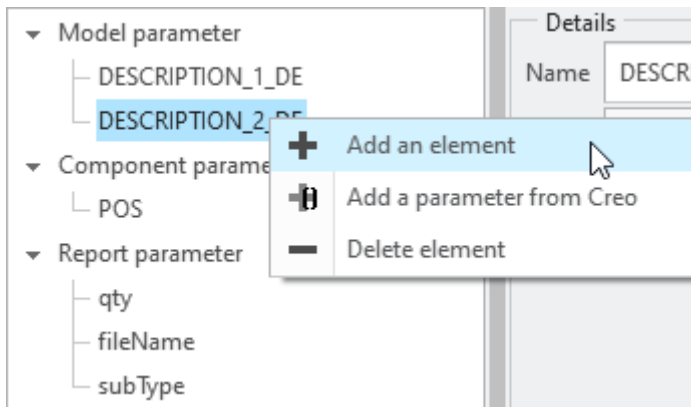 Model parameter
DESCRIPTION_1_DE
DESCRIPTION_2_DE
Component parame
POS
Report parameter
qty
fileName
subType
Add an element
Add a parameter from Creo
Delete element
Details
Name DESCR